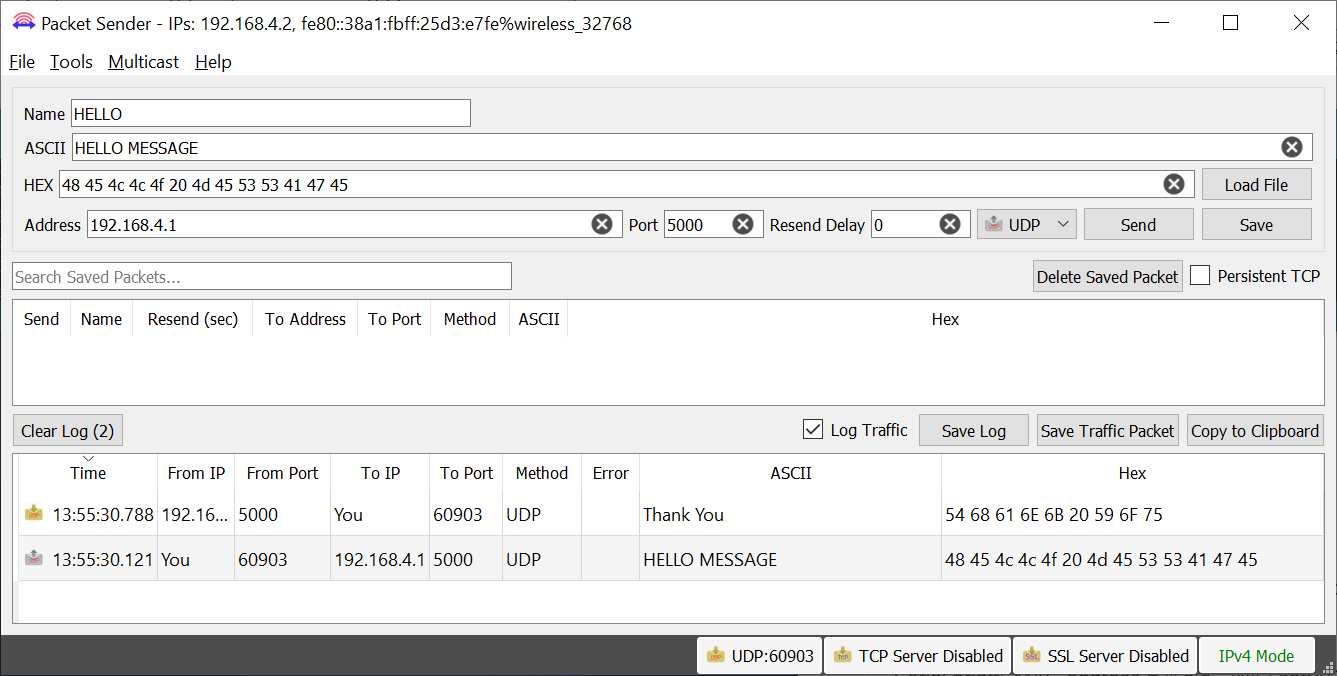 Packet Sender - IPs: 192.168.4.2, fe80::38a1:fbff:25d3:e7fe%wireless_32768
File Tools Multicast Help
Name HELLO
ASCII HELLO MESSAGE
HEX 48 45 4c 4c 4f 20 4d 45 53 53 41 47 45 Load File
Address 192.168.4.1 Port 5000 Resend Delay 0 UDP Send Save
Search Saved Packets... Delete Saved Packet Persistent TCP
Send Name Resend (sec) To Address To Port Method ASCII Hex
Clear Log (2) Log Traffic Save Log Save Traffic Packet Copy to Clipboard
Time From IP From Port To IP To Port Method Error ASCII Hex
13:55:30.788 192.16... 5000 You 60903 UDP Thank You 54 68 61 6E 6B 20 59 6F 75
13:55:30.121 You 60903 192.168.4.1 5000 UDP HELLO MESSAGE 48 45 4c 4c 4f 20 4d 45 53 53 41 47 45
UDP:60903 TCP Server Disabled SSL Server Disabled IPv4 Mode